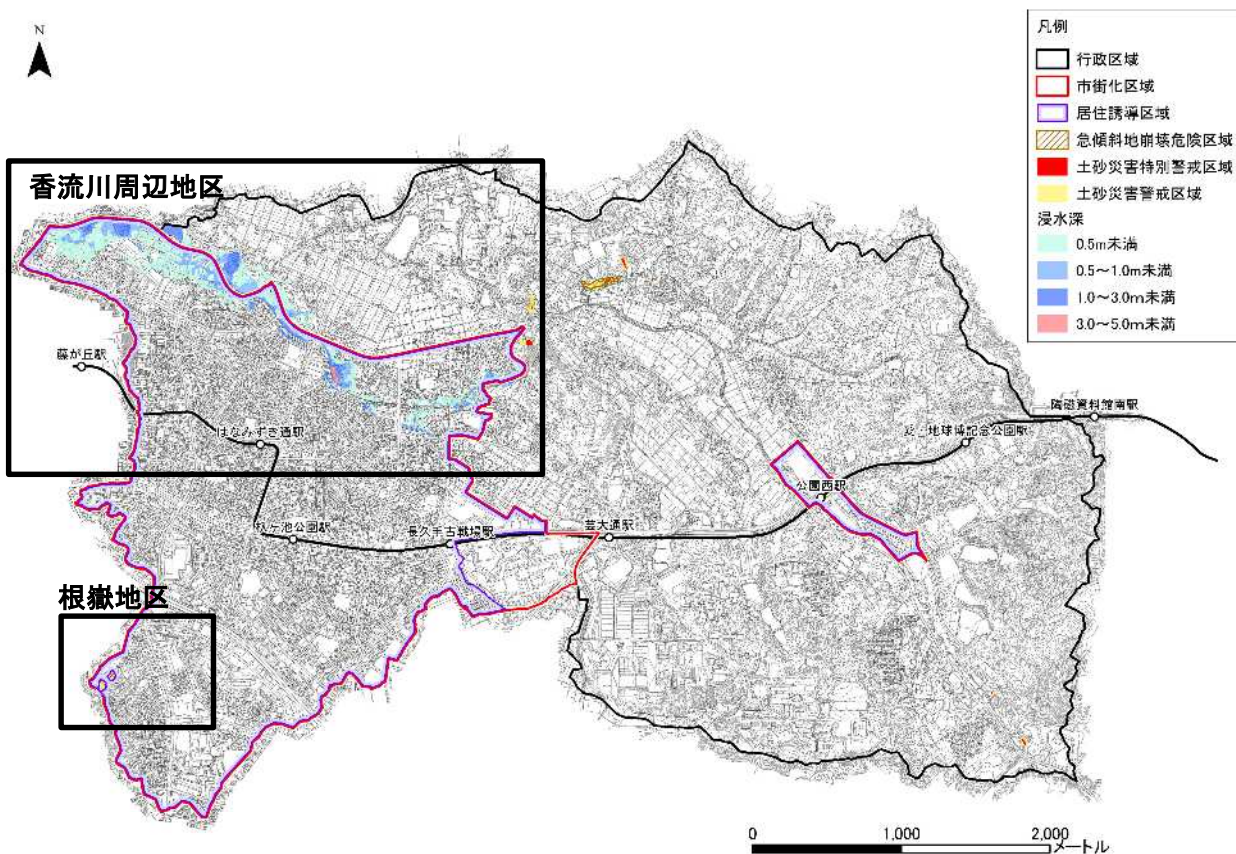 N
凡例
行政区域
市街化区域
居住誘導区域
急傾斜地崩壊危険区域
土砂災害特別警戒区域
土砂災害警戒区域
浸水深
0.5m未満
0.5～1.0m未満
1.0～3.0m未満
3.0～5.0m未満
香流川周辺地区
藤が丘駅
はなみずき通駅
陶磁資料館南駅
地球博記念公園駅
公園西駅
杁ヶ池公園駅
長久手古戦場駅
芸大通駅
根嶽地区
0 1,000 2,000
メートル